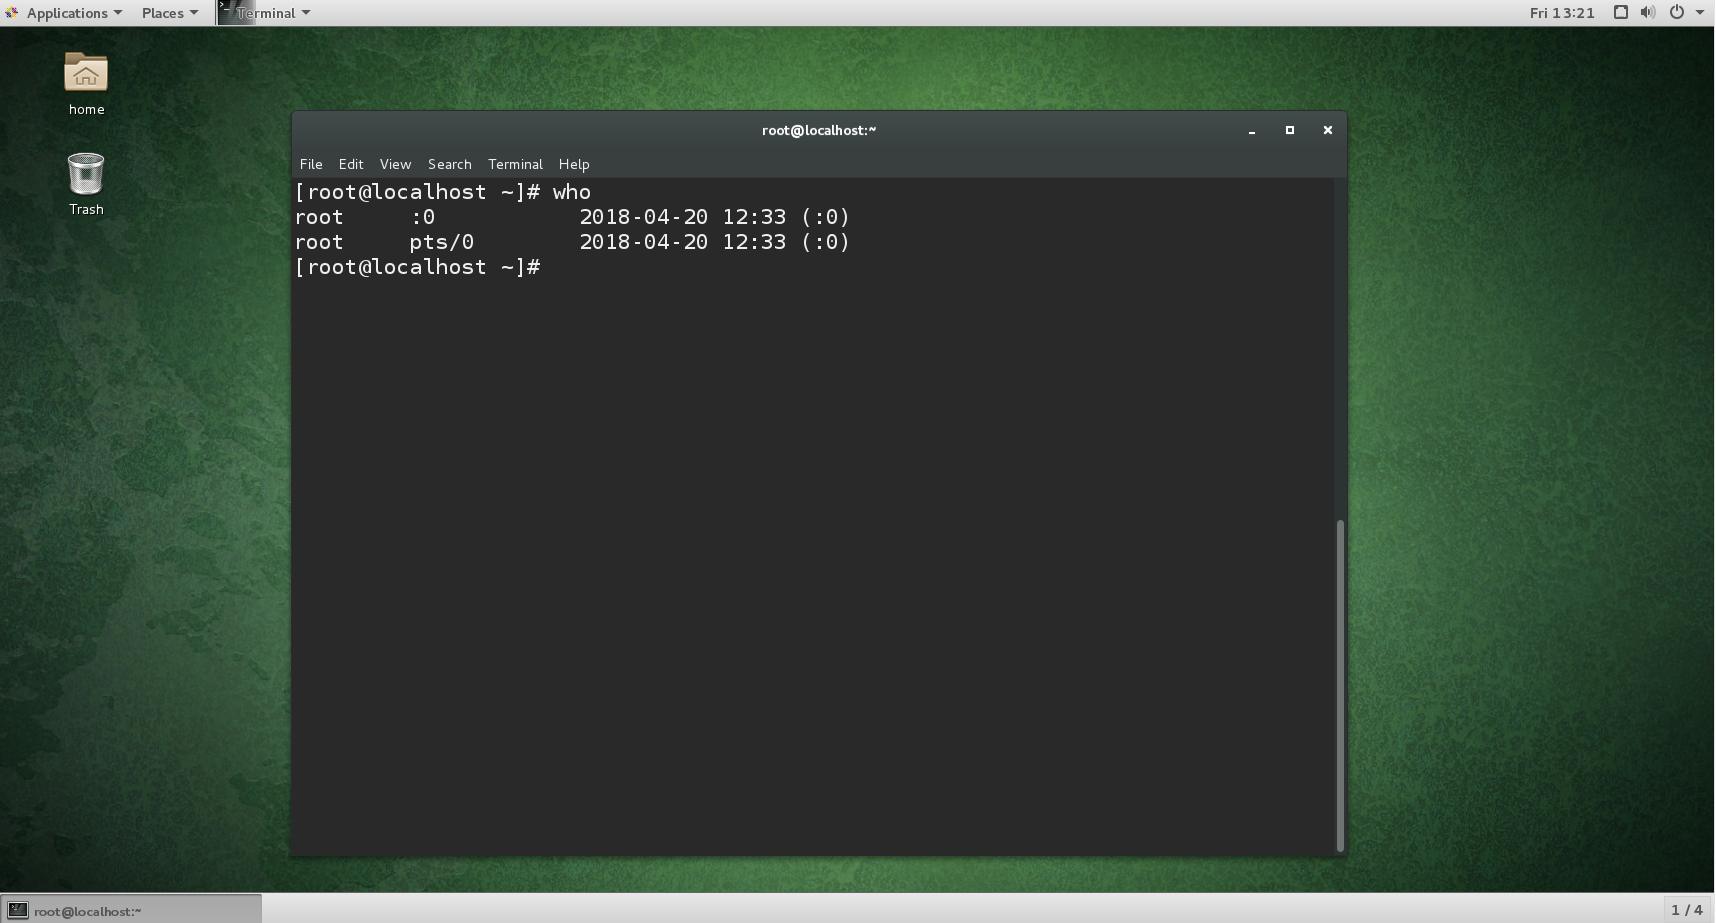 Applications Places Terminal Fri 13:21
home
Trash
root@localhost:~
File Edit View Search Terminal Help
[root@localhost ~]# who
root     :0           2018-04-20 12:33 (:0)
root     pts/0        2018-04-20 12:33 (:0)
[root@localhost ~]#
root@localhost:~ 1 / 4